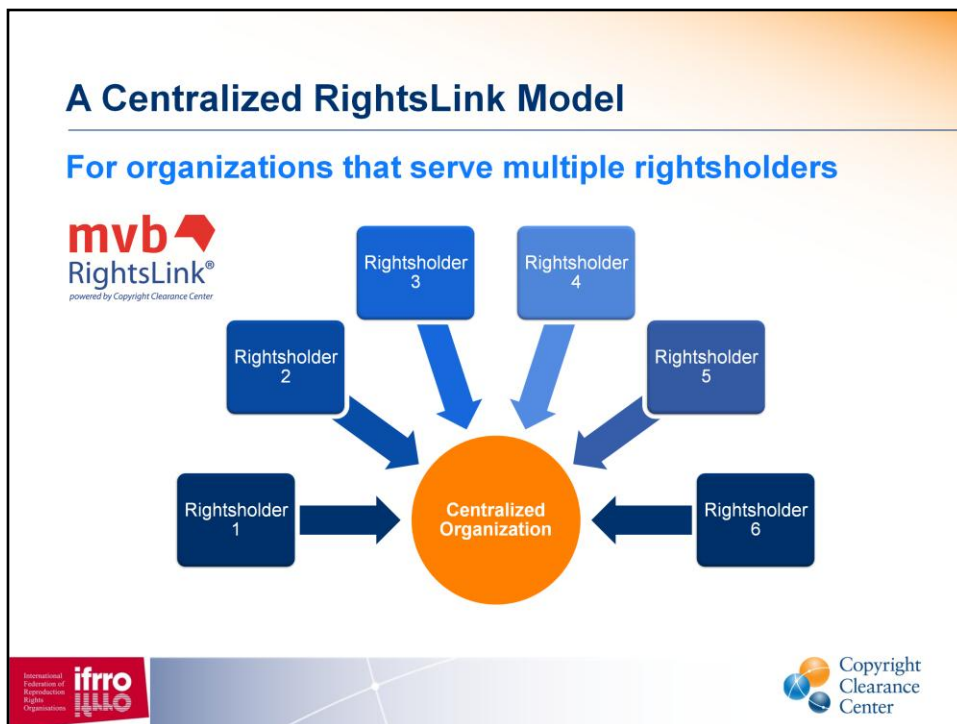 A Centralized RightsLink Model
For organizations that serve multiple rightsholders
mvb
RightsLink®
powered by Copyright Clearance Center
Rightsholder
3
Rightsholder
4
Rightsholder
2
Rightsholder
5
Rightsholder
1
Centralized
Organization
Rightsholder
6
International
Federation of
Reproduction
Rights
Organisations
ifrro
Copyright
Clearance
Center